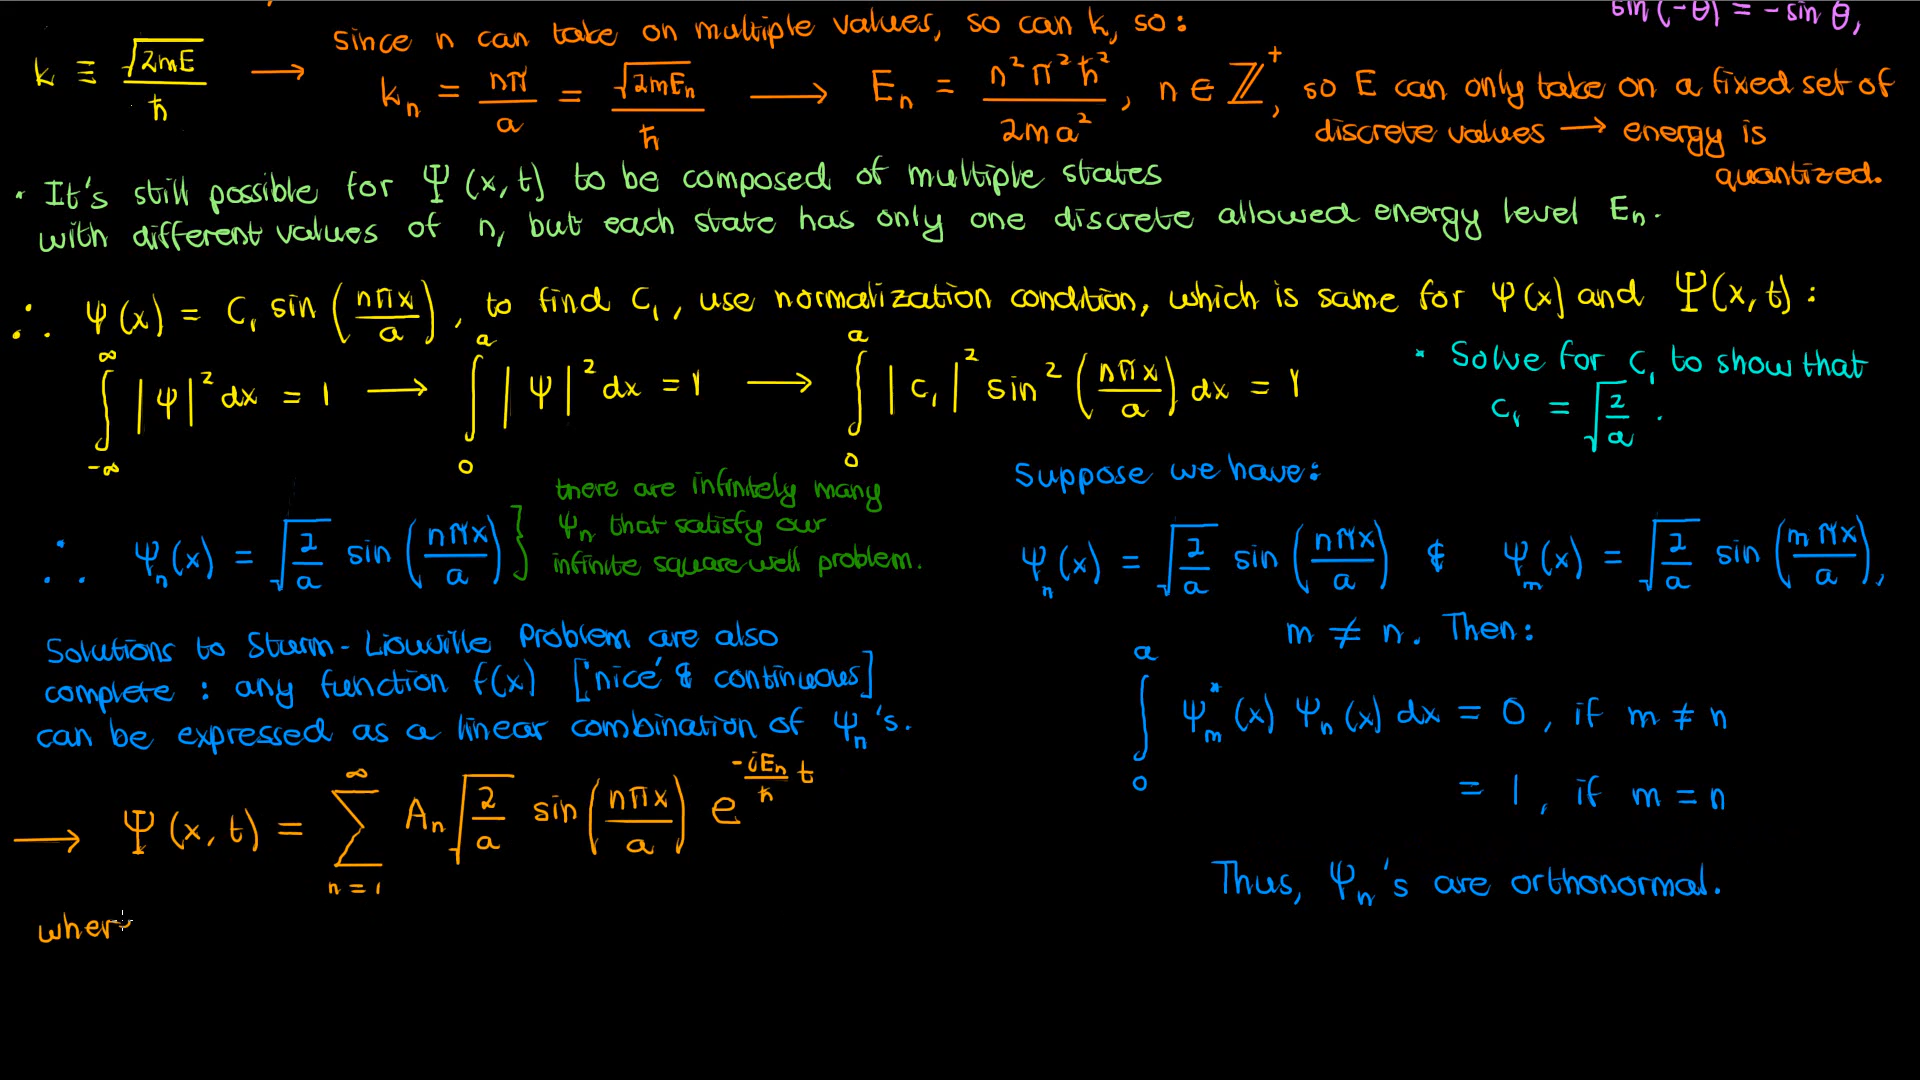 sin(-θ) = -sin θ,
since n can take on multiple values, so can k, so:
k ≡ √(2mE)/ħ ⟶ kₙ = nπ/a = √(2mEₙ)/ħ ⟶ Eₙ = n²π²ħ²/2ma², n ∈ ℤ⁺, so E can only take on a fixed set of
discrete values → energy is
quantized.
· It's still possible for Ψ(x,t) to be composed of multiple states
with different values of n, but each state has only one discrete allowed energy level Eₙ.
∴ ψ(x) = C₁ sin(nπx/a), to find C₁, use normalization condition, which is same for ψ(x) and Ψ(x,t):
∫_{-∞}^{∞} |ψ|² dx = 1 ⟶ ∫_0^a |ψ|² dx = 1 ⟶ ∫_0^a |C₁|² sin²(nπx/a) dx = 1
* Solve for C₁ to show that
C₁ = √(2/a).
∴ ψₙ(x) = √(2/a) sin(nπx/a) }
there are infinitely many
ψₙ that satisfy our
infinite square well problem.
Suppose we have:
ψₙ(x) = √(2/a) sin(nπx/a) & ψₘ(x) = √(2/a) sin(mπx/a),
m ≠ n. Then:
∫_0^a ψₘ*(x) ψₙ(x) dx = 0, if m ≠ n
= 1, if m = n
Thus, ψₙ's are orthonormal.
Solutions to Sturm-Liouville problem are also
complete: any function f(x) ['nice' & continuous]
can be expressed as a linear combination of ψₙ's.
⟶ Ψ(x,t) = ∑_{n=1}^{∞} Aₙ √(2/a) sin(nπx/a) e^{-iEₙt/ħ}
wher